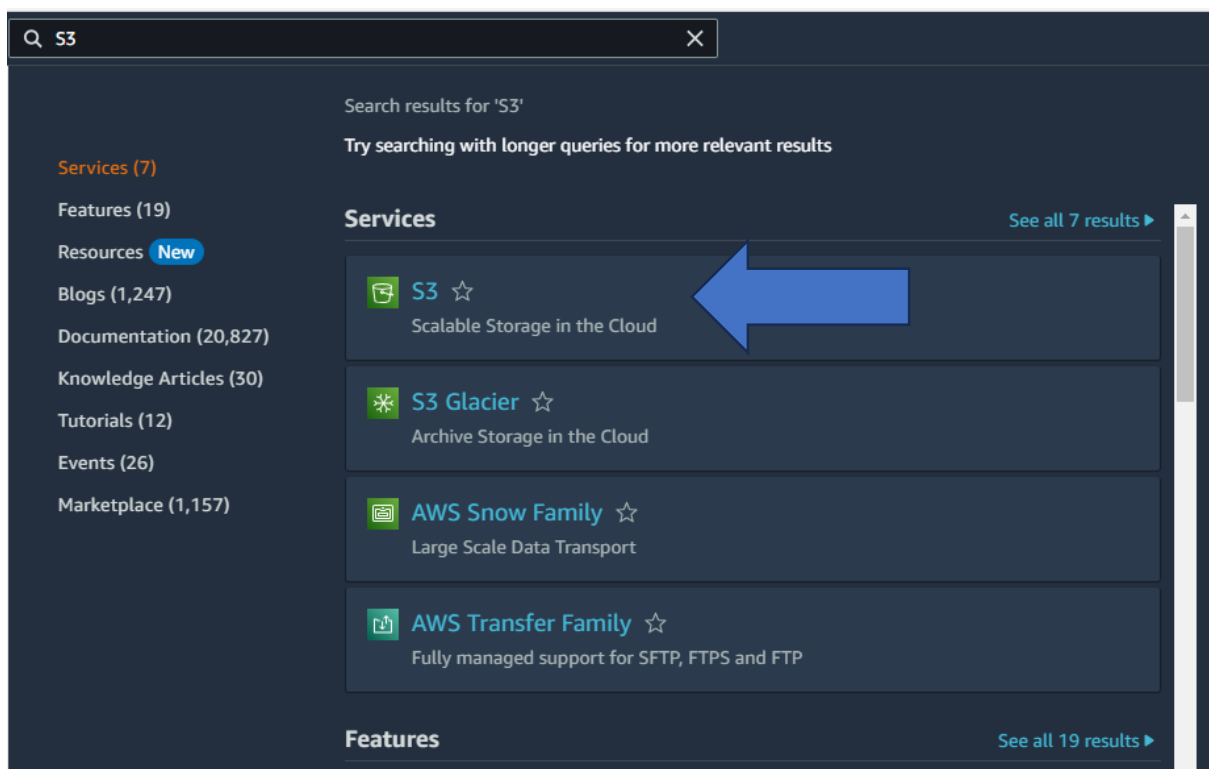 S3
Search results for 'S3'
Try searching with longer queries for more relevant results
Services (7)
Features (19)
Resources New
Blogs (1,247)
Documentation (20,827)
Knowledge Articles (30)
Tutorials (12)
Events (26)
Marketplace (1,157)
Services See all 7 results
S3
Scalable Storage in the Cloud
S3 Glacier
Archive Storage in the Cloud
AWS Snow Family
Large Scale Data Transport
AWS Transfer Family
Fully managed support for SFTP, FTPS and FTP
Features See all 19 results